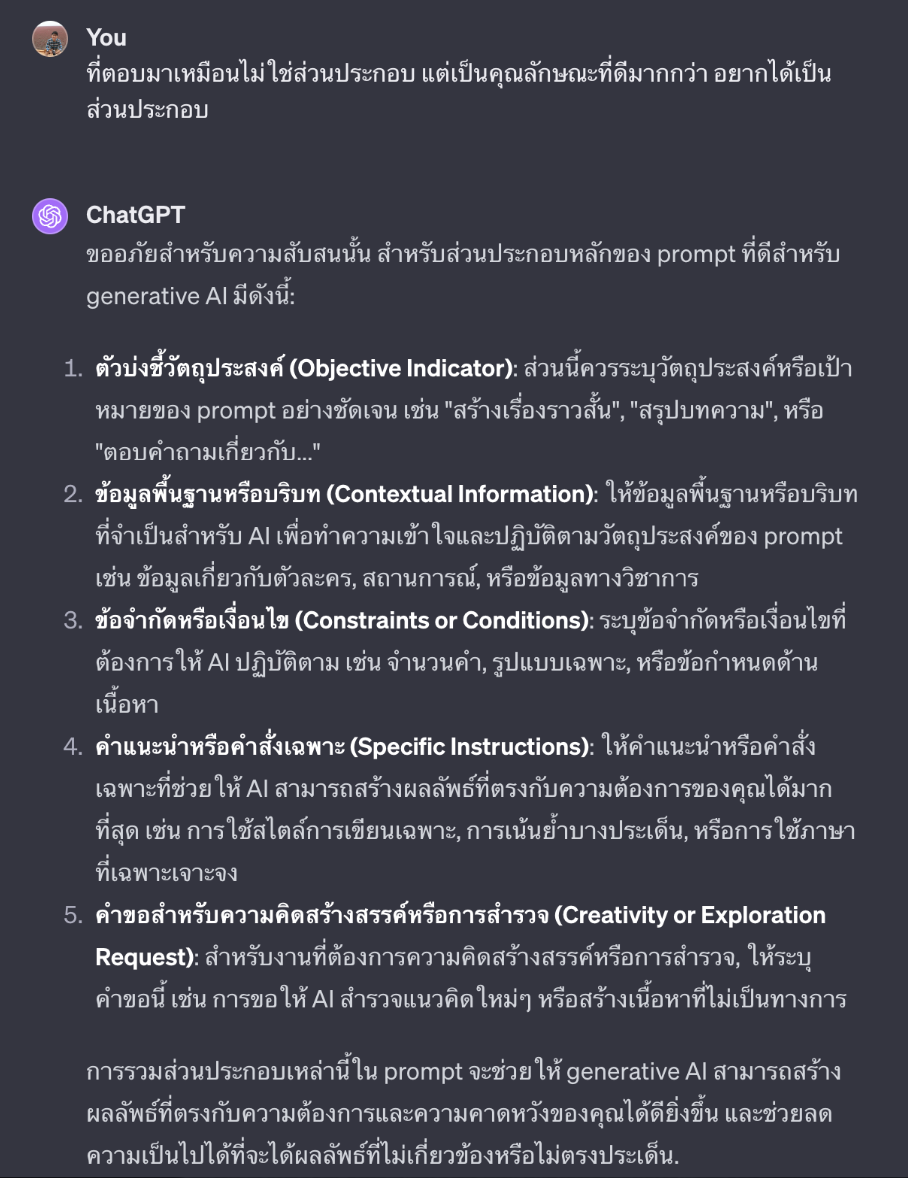 You
ที่ตอบมาเหมือนไม่ใช่ส่วนประกอบ แต่เป็นคุณลักษณะที่ดีมากกว่า อยากได้เป็น
ส่วนประกอบ
ChatGPT
ขออภัยสำหรับความสับสนนั้น สำหรับส่วนประกอบหลักของ prompt ที่ดีสำหรับ
generative AI มีดังนี้:
1. ตัวบ่งชี้วัตถุประสงค์ (Objective Indicator): ส่วนนี้ควรระบุวัตถุประสงค์หรือเป้า
หมายของ prompt อย่างชัดเจน เช่น "สร้างเรื่องราวสั้น", "สรุปบทความ", หรือ
"ตอบคำถามเกี่ยวกับ..."
2. ข้อมูลพื้นฐานหรือบริบท (Contextual Information): ให้ข้อมูลพื้นฐานหรือบริบท
ที่จำเป็นสำหรับ AI เพื่อทำความเข้าใจและปฏิบัติตามวัตถุประสงค์ของ prompt
เช่น ข้อมูลเกี่ยวกับตัวละคร, สถานการณ์, หรือข้อมูลทางวิชาการ
3. ข้อจำกัดหรือเงื่อนไข (Constraints or Conditions): ระบุข้อจำกัดหรือเงื่อนไขที่
ต้องการให้ AI ปฏิบัติตาม เช่น จำนวนคำ, รูปแบบเฉพาะ, หรือข้อกำหนดด้าน
เนื้อหา
4. คำแนะนำหรือคำสั่งเฉพาะ (Specific Instructions): ให้คำแนะนำหรือคำสั่ง
เฉพาะที่ช่วยให้ AI สามารถสร้างผลลัพธ์ที่ตรงกับความต้องการของคุณได้มาก
ที่สุด เช่น การใช้สไตล์การเขียนเฉพาะ, การเน้นย้ำบางประเด็น, หรือการใช้ภาษา
ที่เฉพาะเจาะจง
5. คำขอสำหรับความคิดสร้างสรรค์หรือการสำรวจ (Creativity or Exploration
Request): สำหรับงานที่ต้องการความคิดสร้างสรรค์หรือการสำรวจ, ให้ระบุ
คำขอนี้ เช่น การขอให้ AI สำรวจแนวคิดใหม่ๆ หรือสร้างเนื้อหาที่ไม่เป็นทางการ
การรวมส่วนประกอบเหล่านี้ใน prompt จะช่วยให้ generative AI สามารถสร้าง
ผลลัพธ์ที่ตรงกับความต้องการและความคาดหวังของคุณได้ดียิ่งขึ้น และช่วยลด
ความเป็นไปได้ที่จะได้ผลลัพธ์ที่ไม่เกี่ยวข้องหรือไม่ตรงประเด็น.